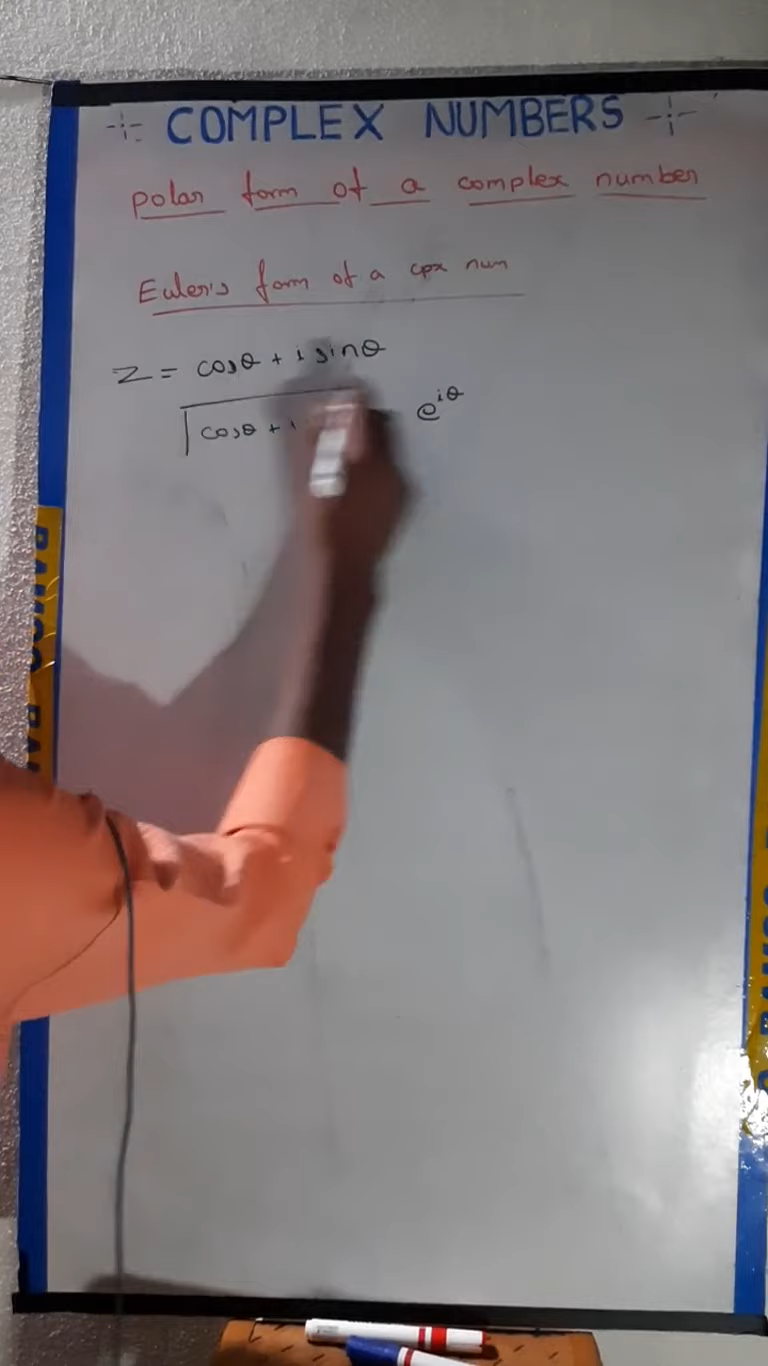 COMPLEX NUMBERS
Polar form of a complex number
Euler's form of a cpx num
Z = cosθ + i sinθ
cosθ + i e^{iθ}